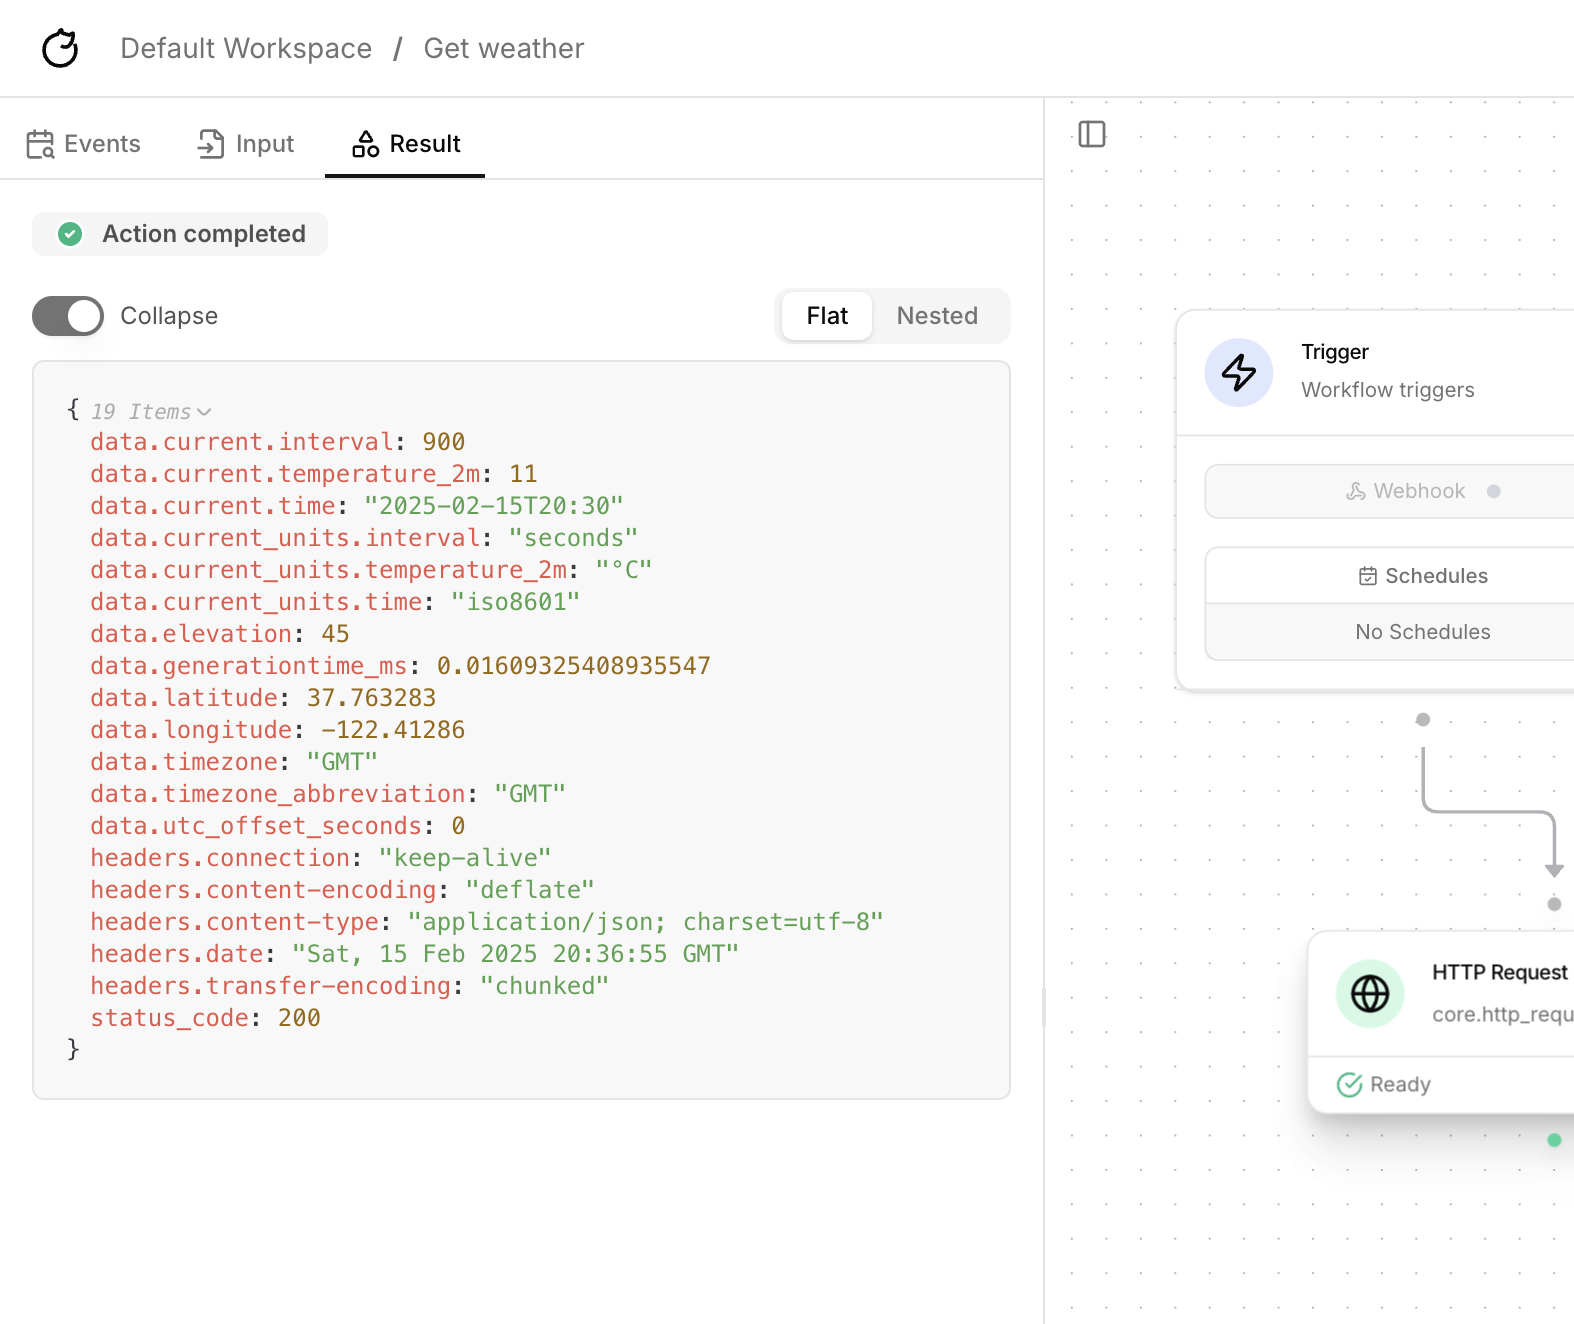 Default Workspace / Get weather
Events Input Result
Action completed
Collapse Flat Nested
{ 19 Items
data.current.interval: 900
data.current.temperature_2m: 11
data.current.time: "2025-02-15T20:30"
data.current_units.interval: "seconds"
data.current_units.temperature_2m: "°C"
data.current_units.time: "iso8601"
data.elevation: 45
data.generationtime_ms: 0.01609325408935547
data.latitude: 37.763283
data.longitude: -122.41286
data.timezone: "GMT"
data.timezone_abbreviation: "GMT"
data.utc_offset_seconds: 0
headers.connection: "keep-alive"
headers.content-encoding: "deflate"
headers.content-type: "application/json; charset=utf-8"
headers.date: "Sat, 15 Feb 2025 20:36:55 GMT"
headers.transfer-encoding: "chunked"
status_code: 200
}
Trigger
Workflow triggers
Webhook
Schedules
No Schedules
HTTP Request
core.http_requ
Ready